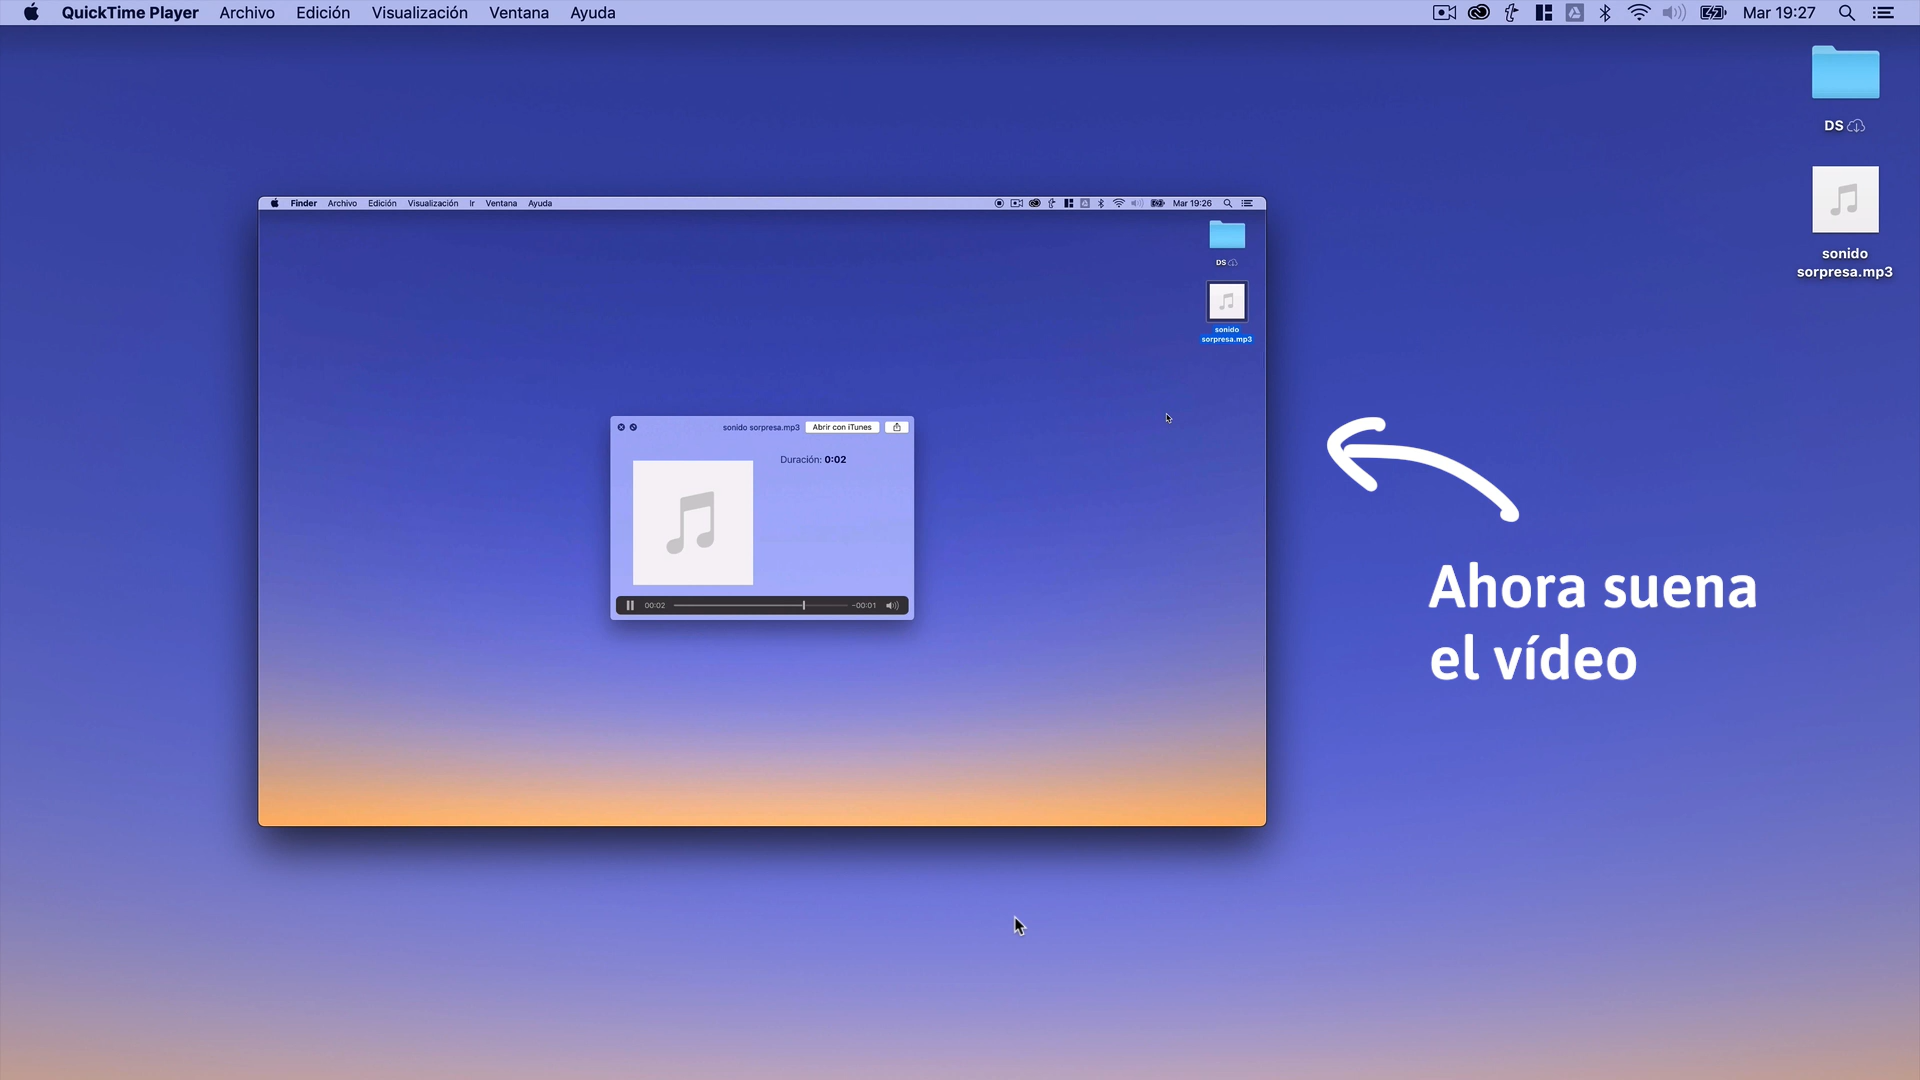 QuickTime Player Archivo Edición Visualización Ventana Ayuda Mar 19:27
DS
sonido
sorpresa.mp3
Finder Archivo Edición Visualización Ir Ventana Ayuda Mar 19:26
DS
sonido
sorpresa.mp3
sonido sorpresa.mp3 Abrir con iTunes
Duración: 0:02
00:02 -00:01
Ahora suena
el vídeo